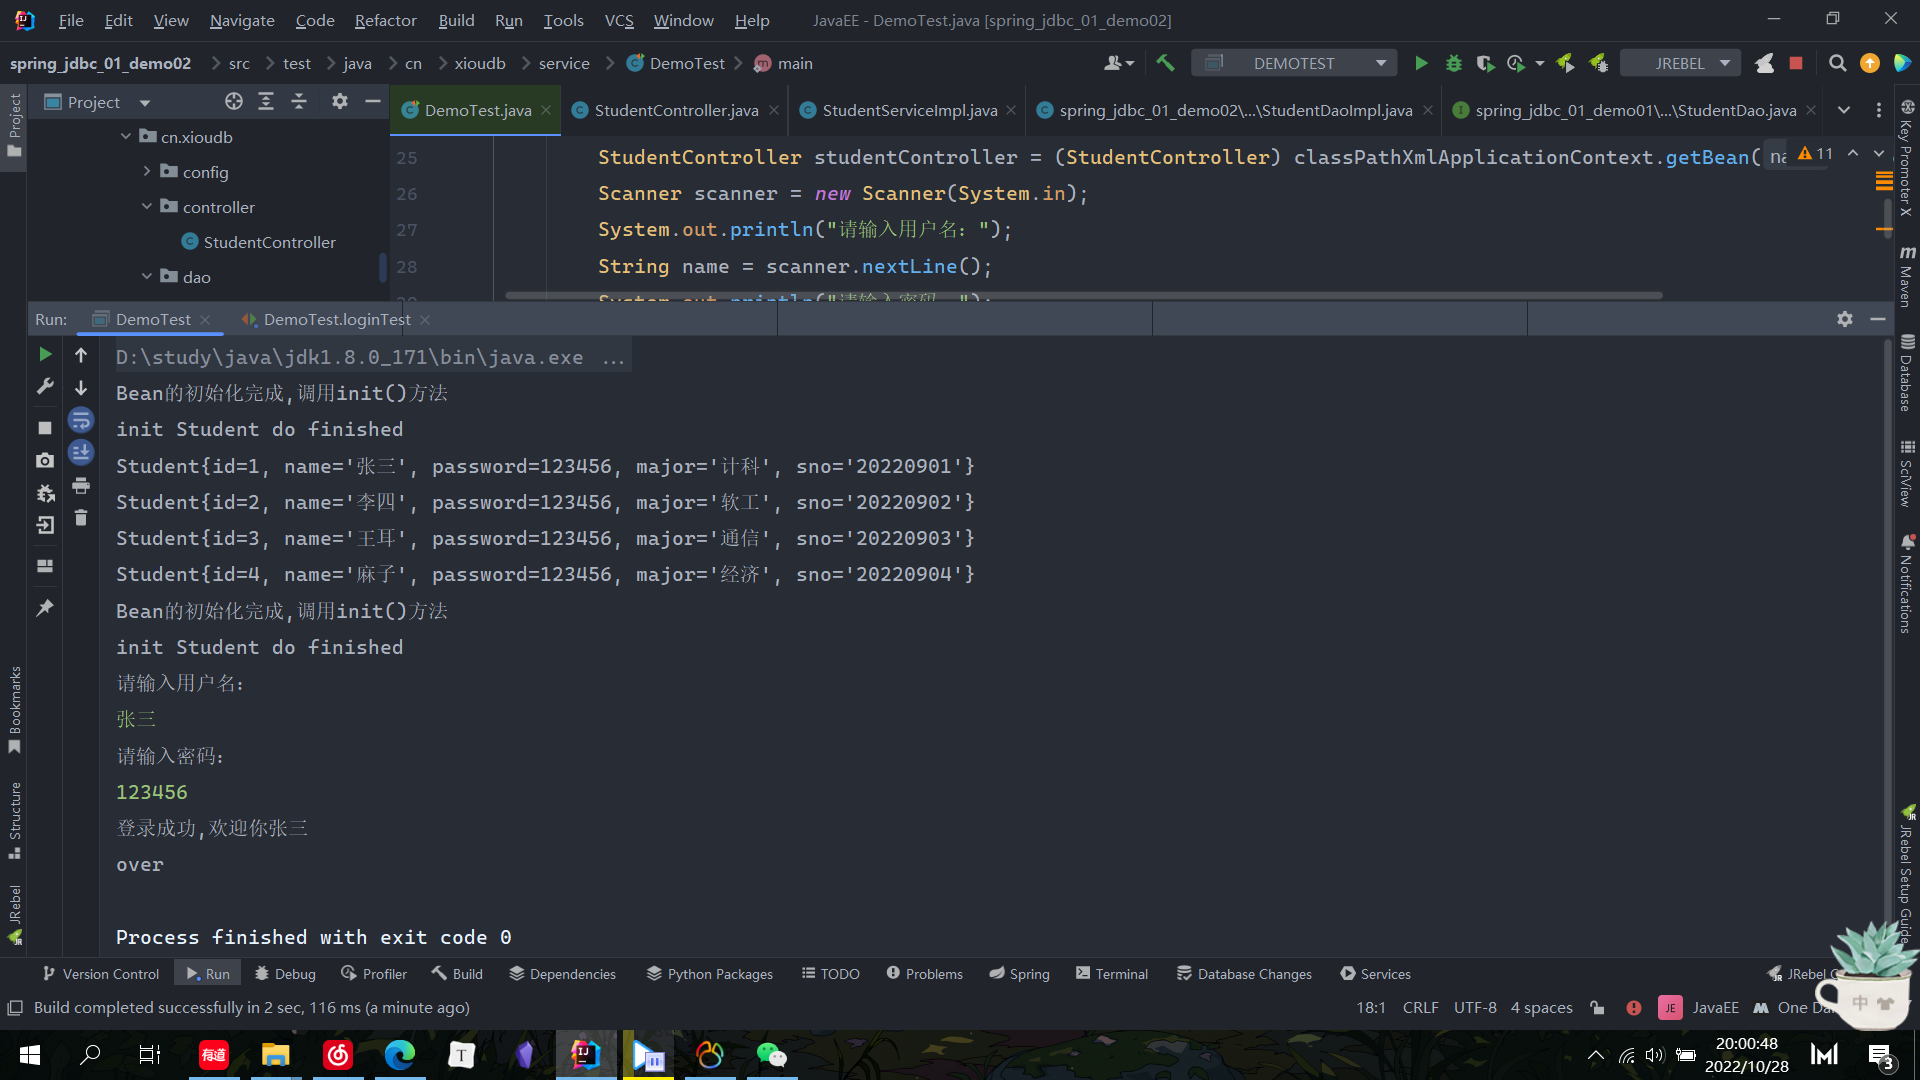 File Edit View Navigate Code Refactor Build Run Tools VCS Window Help JavaEE - DemoTest.java [spring_jdbc_01_demo02]
spring_jdbc_01_demo02 src test java cn xioudb service DemoTest main DEMOTEST JREBEL
Project
DemoTest.java StudentController.java StudentServiceImpl.java spring_jdbc_01_demo02\...\StudentDaoImpl.java spring_jdbc_01_demo01\...\StudentDao.java
cn.xioudb
config
controller
StudentController
dao
25 StudentController studentController = (StudentController) classPathXmlApplicationContext.getBean( na 11
26 Scanner scanner = new Scanner(System.in);
27 System.out.println("请输入用户名: ");
28 String name = scanner.nextLine();
System.out.println("请输入密码: ");
Run: DemoTest DemoTest.loginTest
D:\study\java\jdk1.8.0_171\bin\java.exe ...
Bean的初始化完成,调用init()方法
init Student do finished
Student{id=1, name='张三', password=123456, major='计科', sno='20220901'}
Student{id=2, name='李四', password=123456, major='软工', sno='20220902'}
Student{id=3, name='王耳', password=123456, major='通信', sno='20220903'}
Student{id=4, name='麻子', password=123456, major='经济', sno='20220904'}
Bean的初始化完成,调用init()方法
init Student do finished
请输入用户名:
张三
请输入密码:
123456
登录成功,欢迎你张三
over
Process finished with exit code 0
Project
Bookmarks
Structure
JRebel
Key Promoter X
Maven
Database
SciView
Notifications
JRebel Setup Guide
Version Control Run Debug Profiler Build Dependencies Python Packages TODO Problems Spring Terminal Database Changes Services JRebel
Build completed successfully in 2 sec, 116 ms (a minute ago) 18:1 CRLF UTF-8 4 spaces JE JavaEE One
中
有道 T 20:00:48
2022/10/28 3